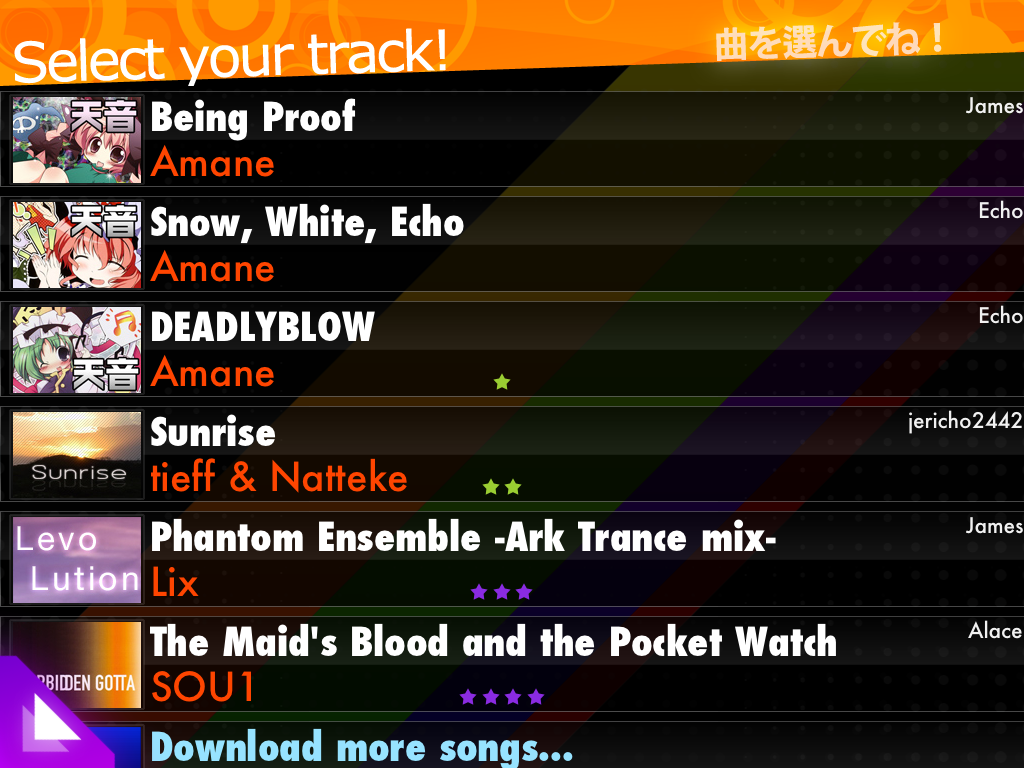 Select your track!
曲を選んでね！
天音
Being Proof
James
Amane
天音
Snow, White, Echo
Echo
Amane
天音
DEADLYBLOW
Echo
Amane
Sunrise
Sunrise
jericho2442
tieff & Natteke
Levo
Lution
Phantom Ensemble -Ark Trance mix-
James
Lix
The Maid's Blood and the Pocket Watch
Alace
GOTTA
SOU1
Download more songs...